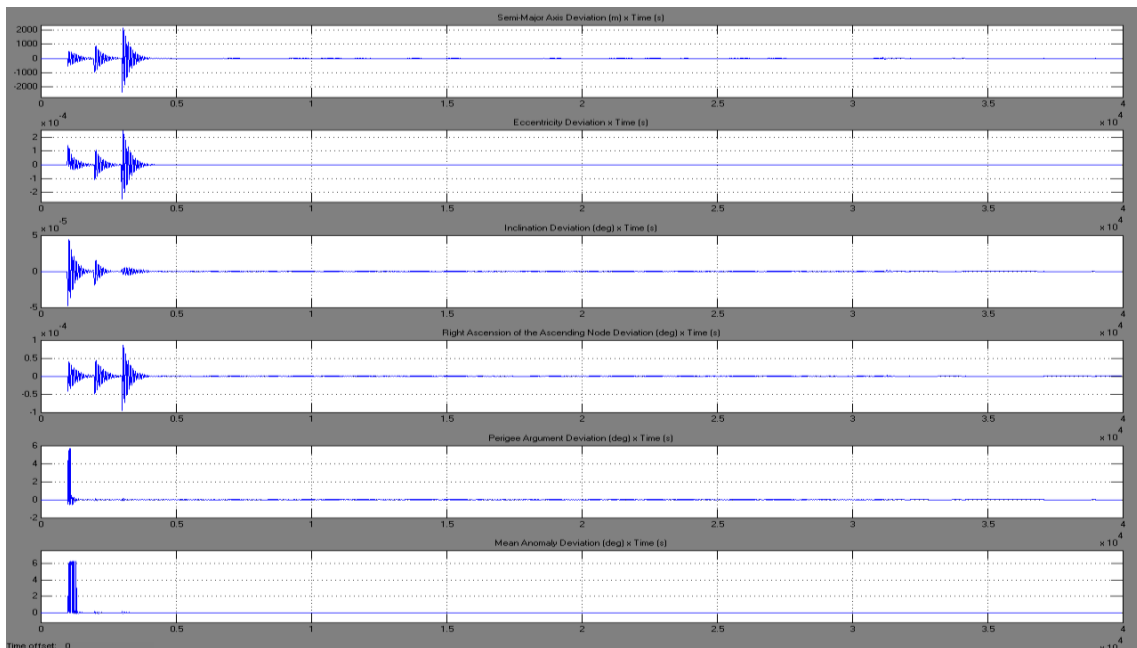 Semi-Major Axis Deviation (m) x Time (s)
2000
1000
0
-1000
-2000
0 0.5 1 1.5 2 2.5 3 3.5 4
x 10^4
x 10^-4
Eccentricity Deviation x Time (s)
2
1
0
-1
-2
0 0.5 1 1.5 2 2.5 3 3.5 4
x 10^4
x 10^-5
Inclination Deviation (deg) x Time (s)
5
0
-5
0 0.5 1 1.5 2 2.5 3 3.5 4
x 10^4
x 10^-4
Right Ascension of the Ascending Node Deviation (deg) x Time (s)
1
0.5
0
-0.5
-1
0 0.5 1 1.5 2 2.5 3 3.5 4
x 10^4
Perigee Argument Deviation (deg) x Time (s)
6
4
2
0
-2
0 0.5 1 1.5 2 2.5 3 3.5 4
x 10^4
Mean Anomaly Deviation (deg) x Time (s)
6
4
2
0
0 0.5 1 1.5 2 2.5 3 3.5 4
x 10^4
Time offset: 0